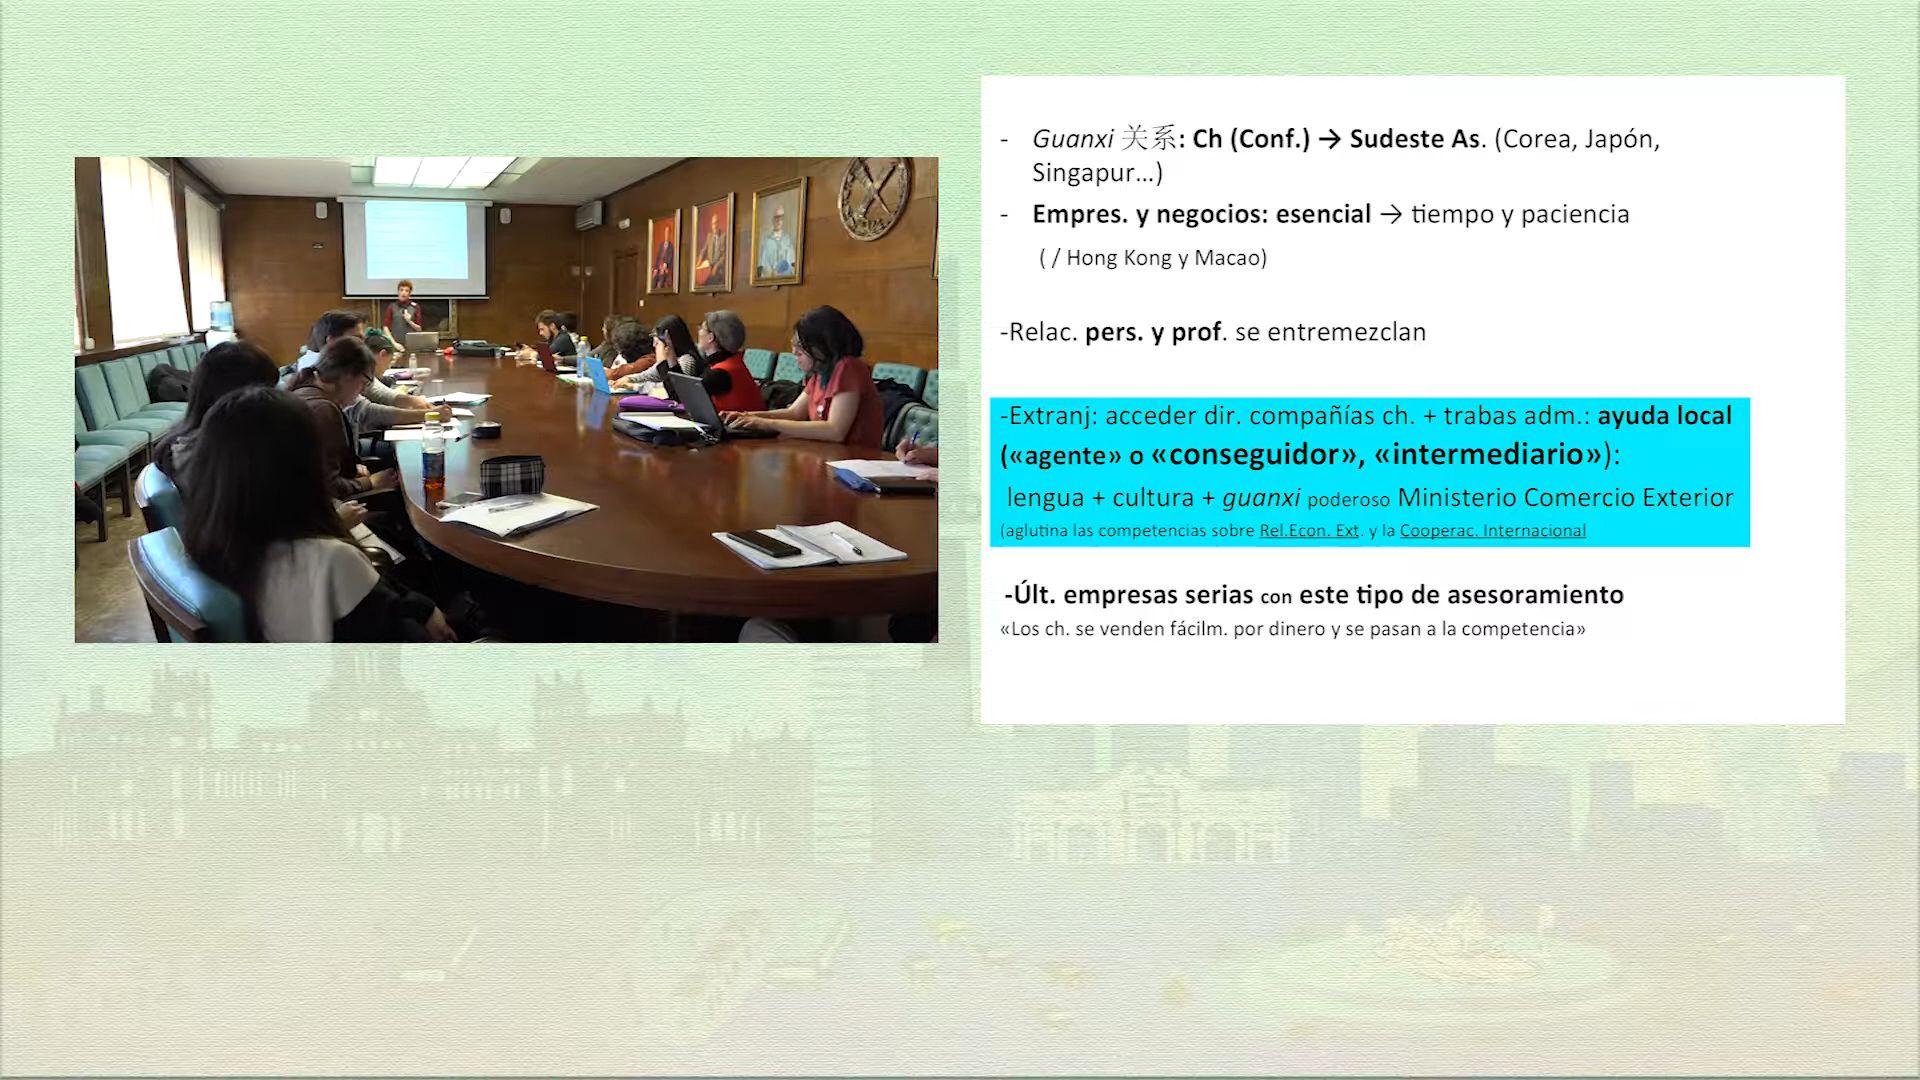 - Guanxi 关系: Ch (Conf.) → Sudeste As. (Corea, Japón,
Singapur...)
- Empres. y negocios: esencial → tiempo y paciencia
( / Hong Kong y Macao)
-Relac. pers. y prof. se entremezclan
-Extranj: acceder dir. compañías ch. + trabas adm.: ayuda local
(«agente» o «conseguidor», «intermediario»):
lengua + cultura + guanxi poderoso Ministerio Comercio Exterior
(aglutina las competencias sobre Rel.Econ. Ext. y la Cooperac. Internacional
-Últ. empresas serias con este tipo de asesoramiento
«Los ch. se venden fácilm. por dinero y se pasan a la competencia»